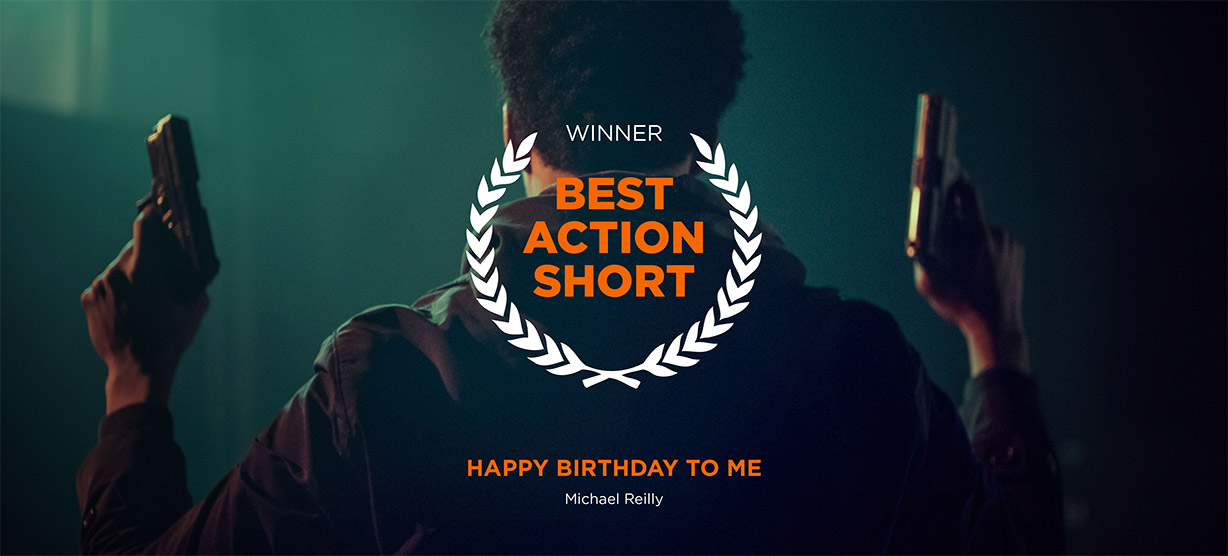 WINNER
BEST
ACTION
SHORT
HAPPY BIRTHDAY TO ME
Michael Reilly